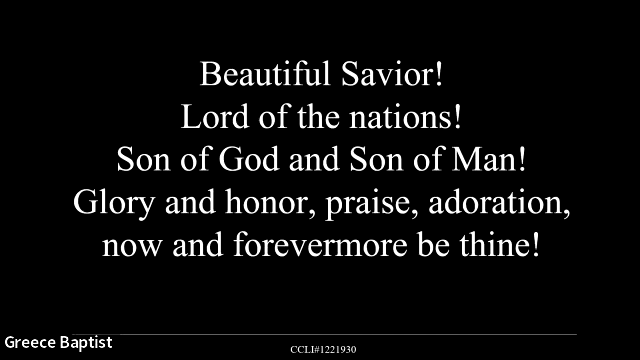 Beautiful Savior!
Lord of the nations!
Son of God and Son of Man!
Glory and honor, praise, adoration,
now and forevermore be thine!
Greece Baptist
CCLI#1221930